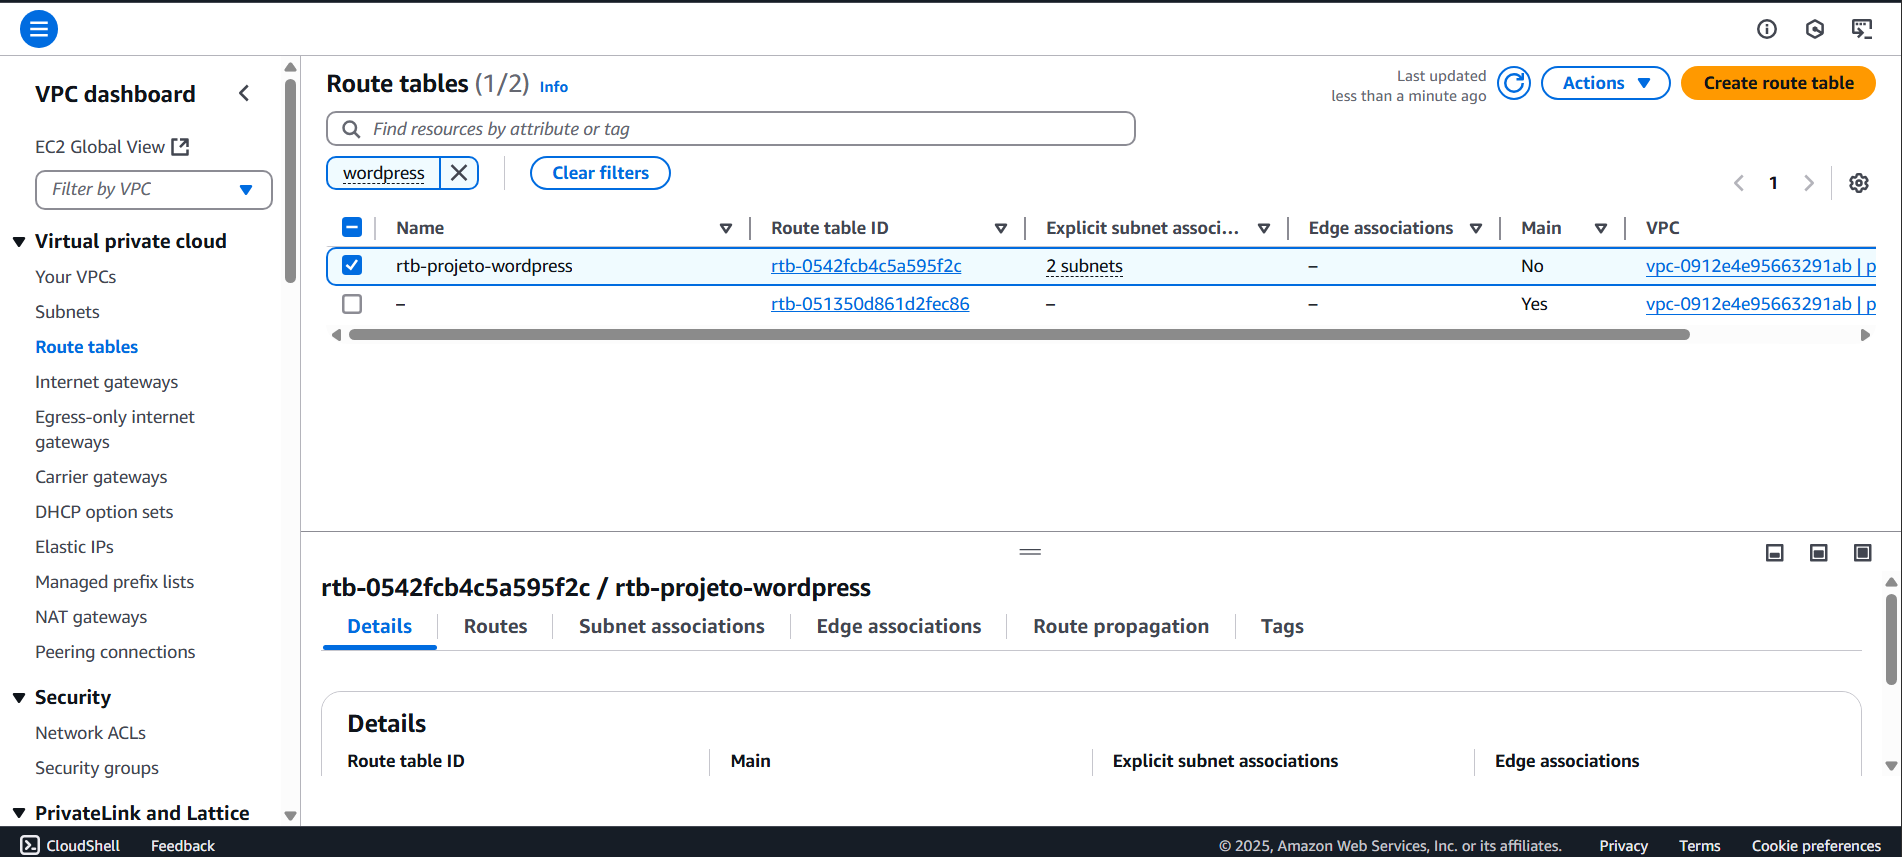 VPC dashboard
EC2 Global View
Filter by VPC
Virtual private cloud
Your VPCs
Subnets
Route tables
Internet gateways
Egress-only internet
gateways
Carrier gateways
DHCP option sets
Elastic IPs
Managed prefix lists
NAT gateways
Peering connections
Security
Network ACLs
Security groups
PrivateLink and Lattice
Route tables (1/2) Info
Last updated
less than a minute ago
Actions
Create route table
Find resources by attribute or tag
wordpress
Clear filters
1
Name Route table ID Explicit subnet associ... Edge associations Main VPC
rtb-projeto-wordpress rtb-0542fcb4c5a595f2c 2 subnets – No vpc-0912e4e95663291ab | p
– rtb-051350d861d2fec86 – – Yes vpc-0912e4e95663291ab | p
rtb-0542fcb4c5a595f2c / rtb-projeto-wordpress
Details Routes Subnet associations Edge associations Route propagation Tags
Details
Route table ID Main Explicit subnet associations Edge associations
CloudShell Feedback © 2025, Amazon Web Services, Inc. or its affiliates. Privacy Terms Cookie preferences